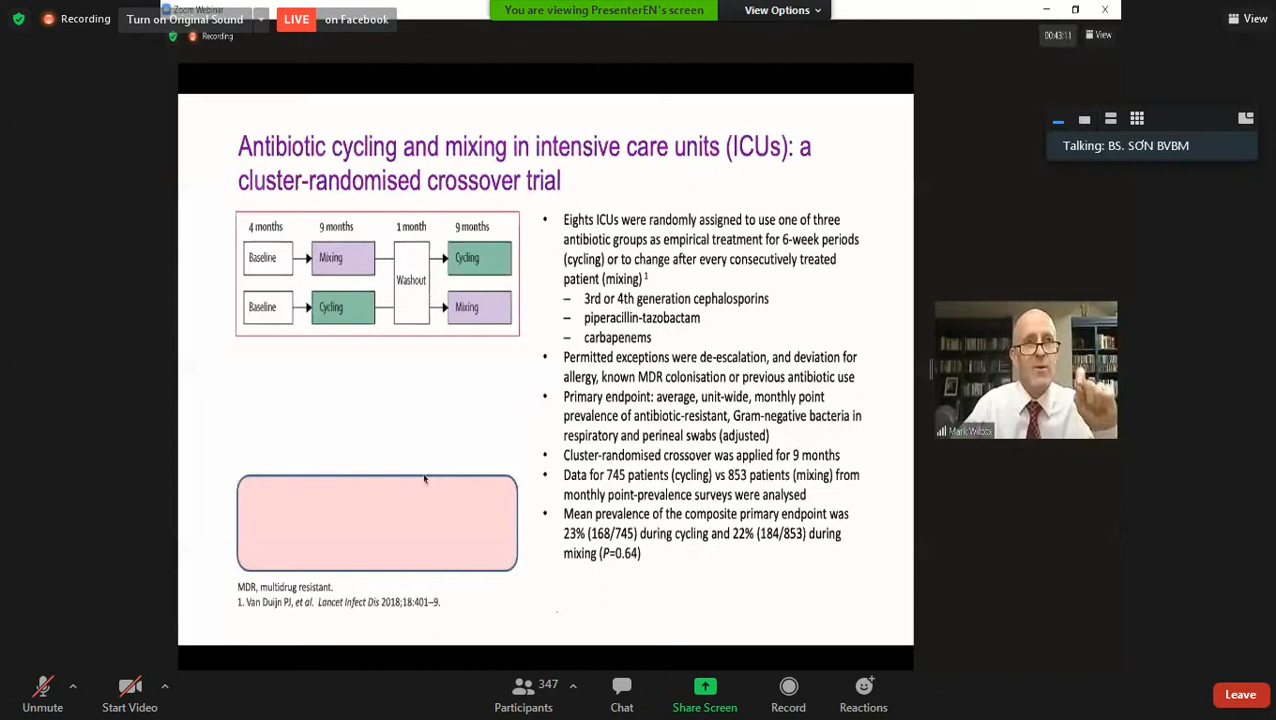 Zoom Webinar
Recording
Turn on Original Sound
LIVE
on Facebook
You are viewing PresenterEN's screen
View Options
View
Recording
00:43:11
View
Talking: BS. SƠN BVBM
Antibiotic cycling and mixing in intensive care units (ICUs): a
cluster-randomised crossover trial
4 months 9 months 1 month 9 months
Baseline Mixing Cycling
Washout
Baseline Cycling Mixing
• Eights ICUs were randomly assigned to use one of three
antibiotic groups as empirical treatment for 6-week periods
(cycling) or to change after every consecutively treated
patient (mixing) 1
– 3rd or 4th generation cephalosporins
– piperacillin-tazobactam
– carbapenems
• Permitted exceptions were de-escalation, and deviation for
allergy, known MDR colonisation or previous antibiotic use
• Primary endpoint: average, unit-wide, monthly point
prevalence of antibiotic-resistant, Gram-negative bacteria in
respiratory and perineal swabs (adjusted)
• Cluster-randomised crossover was applied for 9 months
• Data for 745 patients (cycling) vs 853 patients (mixing) from
monthly point-prevalence surveys were analysed
• Mean prevalence of the composite primary endpoint was
23% (168/745) during cycling and 22% (184/853) during
mixing (P=0.64)
MDR, multidrug resistant.
1. Van Duijn PJ, et al. Lancet Infect Dis 2018;18:401–9.
Mark Wilcox
Unmute
Start Video
347
Participants
Chat
Share Screen
Record
Reactions
Leave